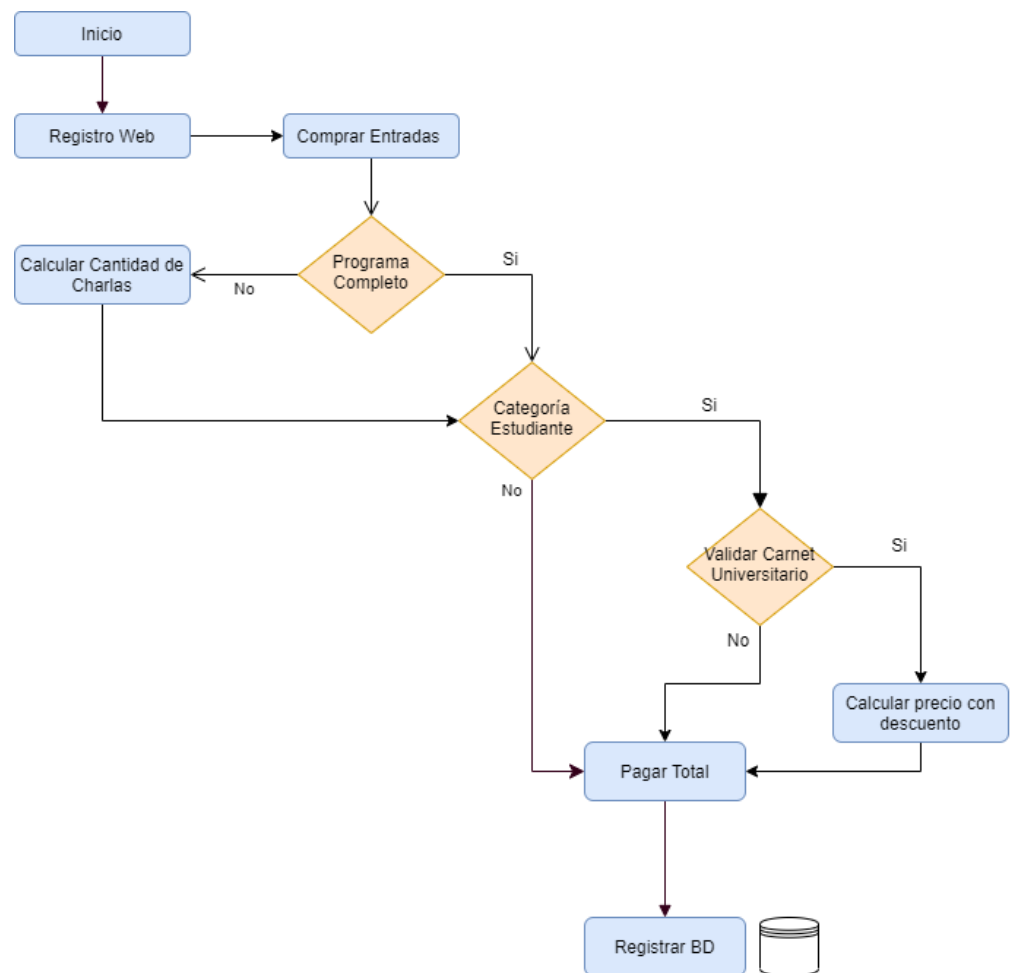 Inicio
Registro Web
Comprar Entradas
Programa
Completo
Si
No
Calcular Cantidad de
Charlas
Categoría
Estudiante
Si
No
Validar Carnet
Universitario
Si
No
Calcular precio con
descuento
Pagar Total
Registrar BD